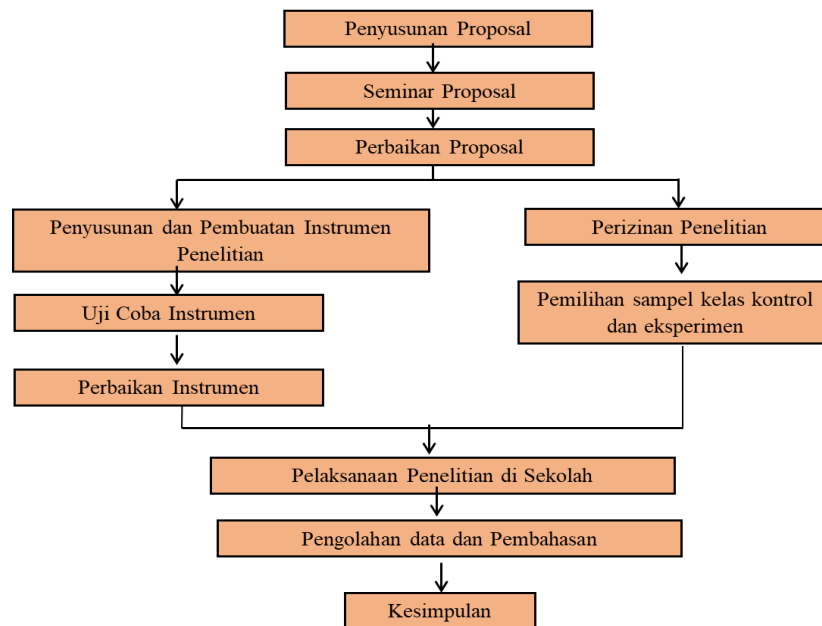 Penyusunan Proposal
Seminar Proposal
Perbaikan Proposal
Penyusunan dan Pembuatan Instrumen
Penelitian
Perizinan Penelitian
Uji Coba Instrumen
Pemilihan sampel kelas kontrol
dan eksperimen
Perbaikan Instrumen
Pelaksanaan Penelitian di Sekolah
Pengolahan data dan Pembahasan
Kesimpulan